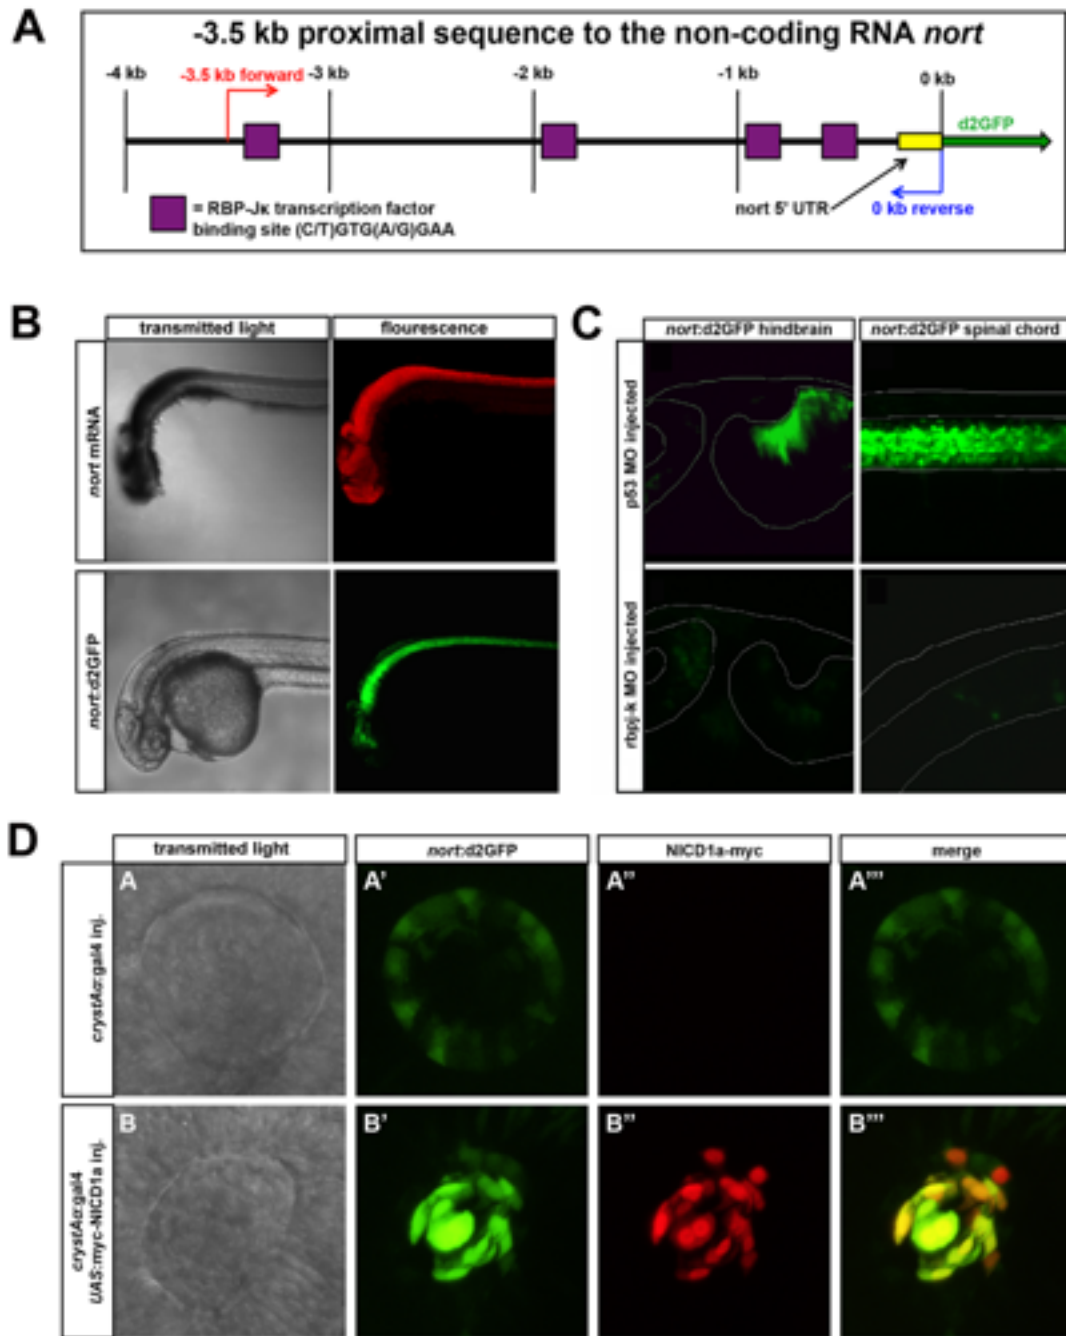 A
-3.5 kb proximal sequence to the non-coding RNA nort
-4 kb
-3.5 kb forward
-3 kb
-2 kb
-1 kb
0 kb
d2GFP
nort 5' UTR
0 kb reverse
= RBP-Jκ transcription factor
binding site (C/T)GTG(A/G)GAA
B
transmitted light
flourescence
nort mRNA
nort:d2GFP
C
nort:d2GFP hindbrain
nort:d2GFP spinal chord
p53 MO injected
rbpj-k MO injected
D
transmitted light
nort:d2GFP
NICD1a-myc
merge
crystAα:gal4 inj.
A
A'
A''
A'''
crystAα:gal4
UAS:myc-NICD1a inj.
B
B'
B''
B'''